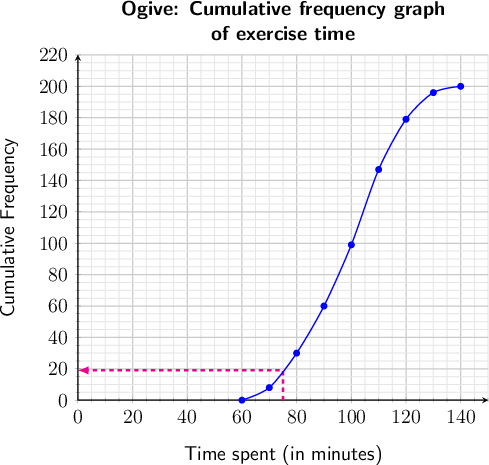 Ogive: Cumulative frequency graph
of exercise time
Cumulative Frequency
220
200
180
160
140
120
100
80
60
40
20
0
0 20 40 60 80 100 120 140
Time spent (in minutes)